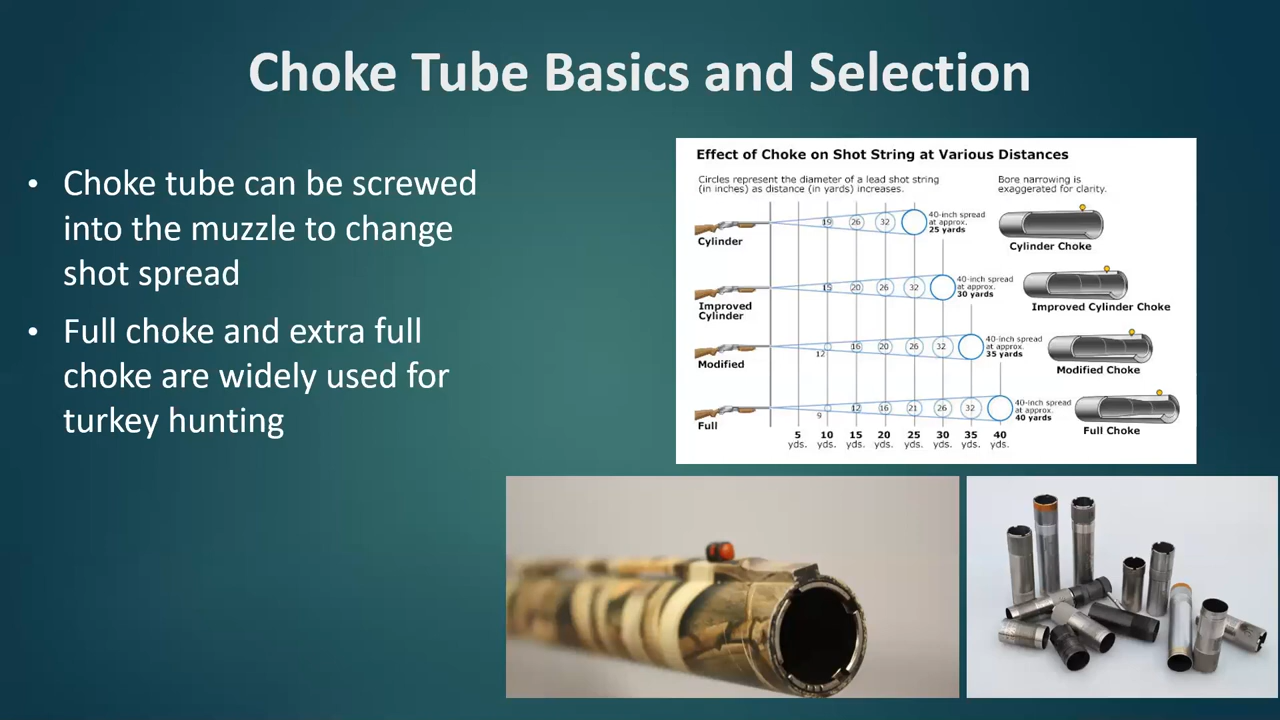 Choke Tube Basics and Selection
• Choke tube can be screwed
into the muzzle to change
shot spread
• Full choke and extra full
choke are widely used for
turkey hunting
Effect of Choke on Shot String at Various Distances
Circles represent the diameter of a lead shot string
(in inches) as distance (in yards) increases.
Bore narrowing is
exaggerated for clarity.
19 26 32
40-inch spread
at approx.
25 yards
Cylinder
Cylinder Choke
15 20 26 32
40-inch spread
at approx.
30 yards
Improved
Cylinder
Improved Cylinder Choke
12 16 20 26 32
40-inch spread
at approx.
35 yards
Modified
Modified Choke
9 12 16 21 26 32
40-inch spread
at approx.
40 yards
Full
Full Choke
5 10 15 20 25 30 35 40
yds. yds. yds. yds. yds. yds. yds. yds.